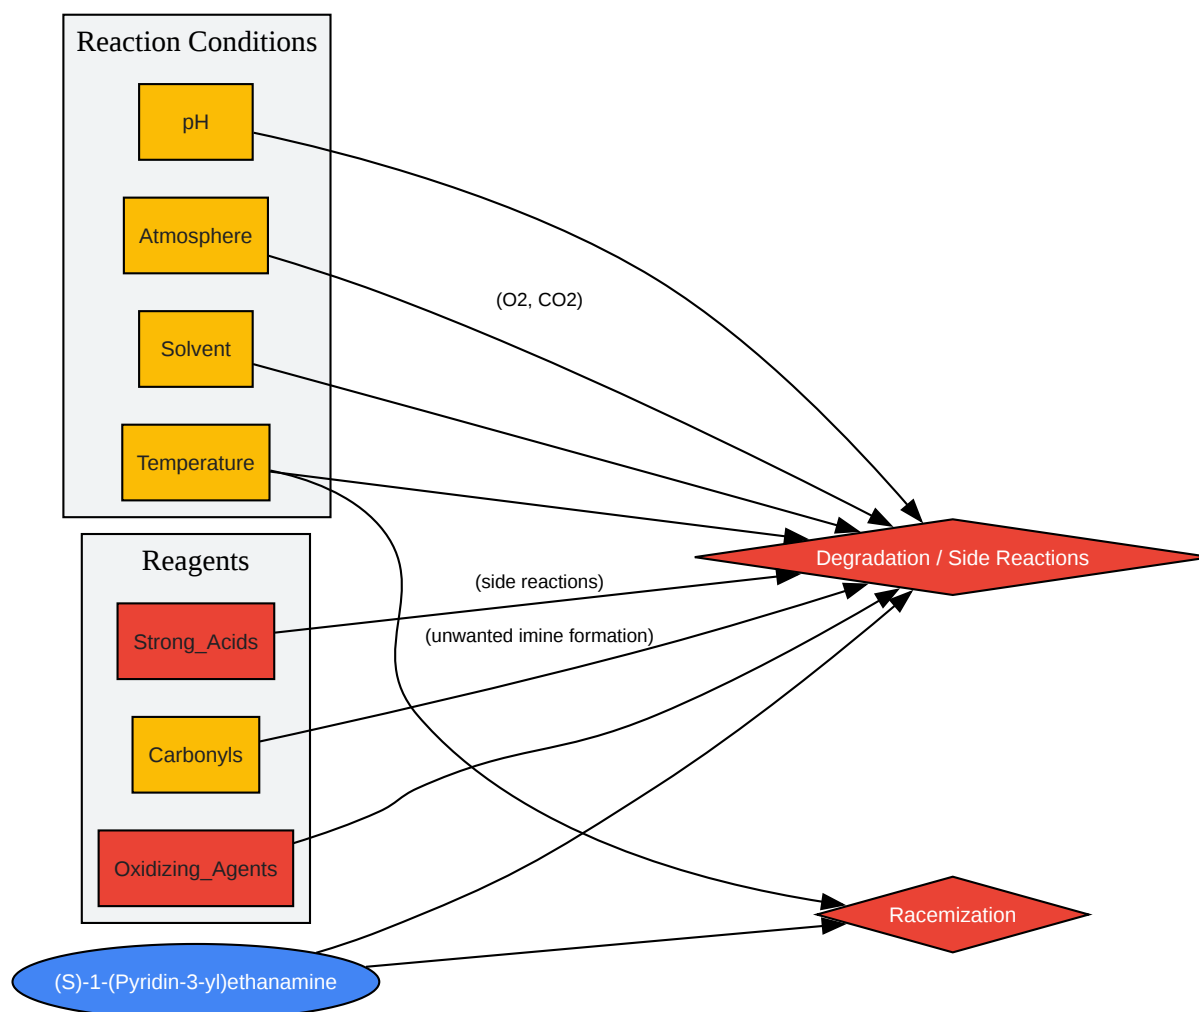 Reaction Conditions
pH
Atmosphere
(O2, CO2)
Solvent
Temperature
Degradation / Side Reactions
Reagents
(side reactions)
Strong_Acids
(unwanted imine formation)
Carbonyls
Oxidizing_Agents
Racemization
(S)-1-(Pyridin-3-yl)ethanamine